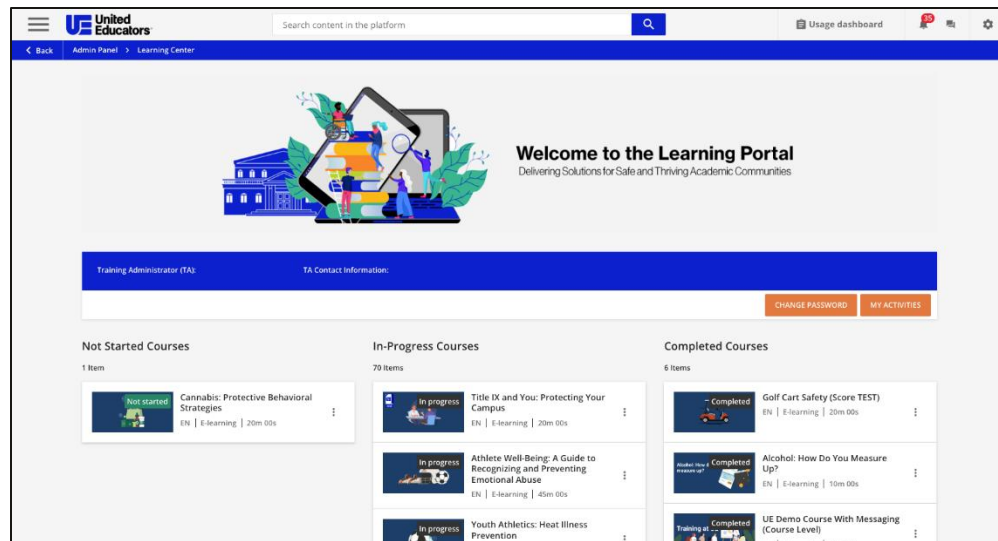 United
Educators
Search content in the platform
Usage dashboard
35
Back
Admin Panel > Learning Center
Welcome to the Learning Portal
Delivering Solutions for Safe and Thriving Academic Communities
Training Administrator (TA):
TA Contact Information:
CHANGE PASSWORD
MY ACTIVITIES
Not Started Courses
1 Item
Not started
Cannabis: Protective Behavioral
Strategies
EN | E-learning | 20m 00s
In-Progress Courses
70 Items
In progress
Title IX and You: Protecting Your
Campus
EN | E-learning | 20m 00s
In progress
Athlete Well-Being: A Guide to
Recognizing and Preventing
Emotional Abuse
EN | E-learning | 45m 00s
In progress
Youth Athletics: Heat Illness
Prevention
Completed Courses
6 Items
Completed
Golf Cart Safety (Score TEST)
EN | E-learning | 20m 00s
Completed
Alcohol: How Do You Measure
Up?
EN | E-learning | 10m 00s
Training at
Completed
UE Demo Course With Messaging
(Course Level)